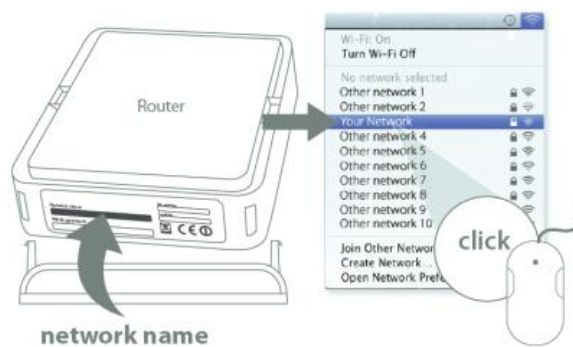 Router
network name
Wi-Fi: On
Turn Wi-Fi Off
No network selected
Other network 1
Other network 2
Your Network
Other network 4
Other network 5
Other network 6
Other network 7
Other network 8
Other network 9
Other network 10
Join Other Networ
Create Network...
Open Network Prefe
click